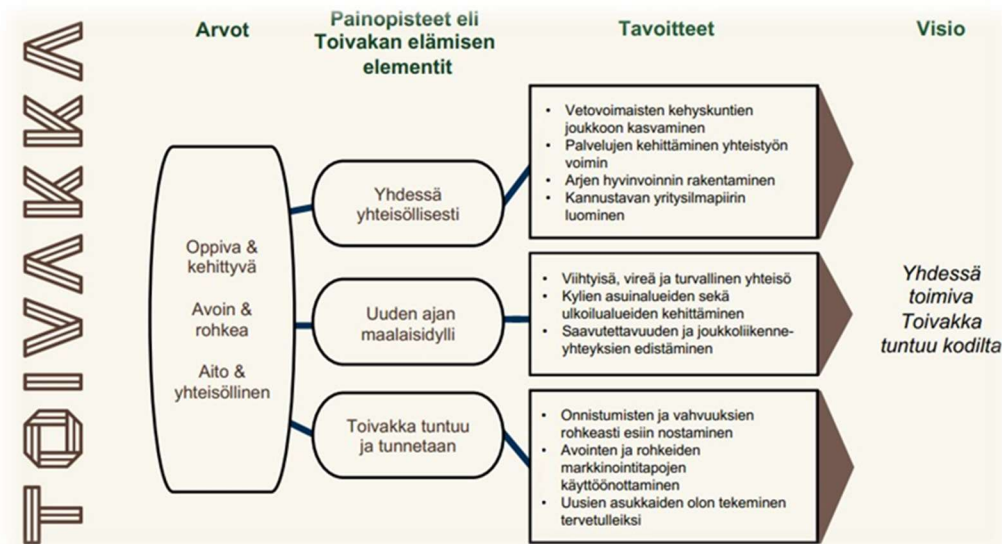 TOIVAKKA
Arvot
Painopisteet eli
Toivakan elämisen
elementit
Tavoitteet
Visio
Oppiva &
kehittyvä
Avoin &
rohkea
Aito &
yhteisöllinen
Yhdessä
yhteisöllisesti
Uuden ajan
maalaisidylli
Toivakka tuntuu
ja tunnetaan
• Vetovoimaisten kehyskuntien
joukkoon kasvaminen
• Palvelujen kehittäminen yhteistyön
voimin
• Arjen hyvinvoinnin rakentaminen
• Kannustavan yritysilmapiirin
luominen
• Viihtyisä, vireä ja turvallinen yhteisö
• Kylien asuinalueiden sekä
ulkoilualueiden kehittäminen
• Saavutettavuuden ja joukkoliikenne-
yhteyksien edistäminen
• Onnistumisten ja vahvuuksien
rohkeasti esiin nostaminen
• Avointen ja rohkeiden
markkinointitapojen
käyttöönottaminen
• Uusien asukkaiden olon tekeminen
tervetulleiksi
Yhdessä
toimiva
Toivakka
tuntuu kodilta